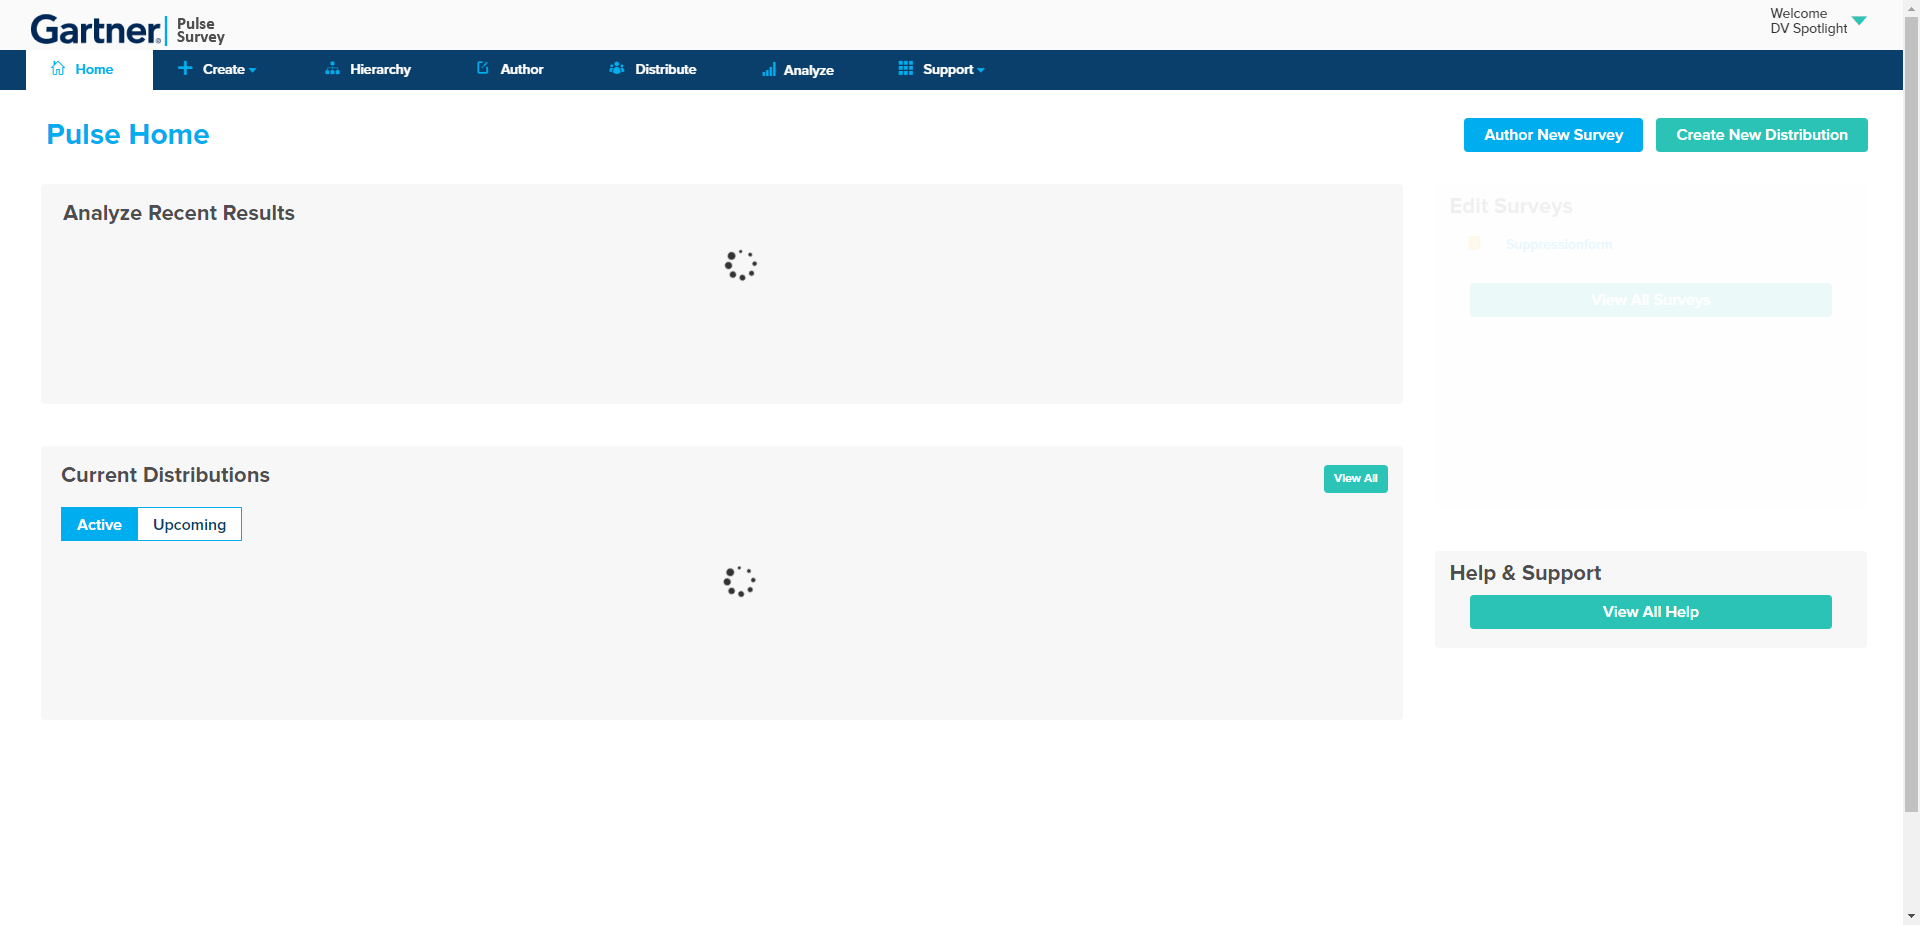 Gartner® Pulse Survey
Welcome
DV Spotlight
Home
Create
Hierarchy
Author
Distribute
Analyze
Support
Pulse Home
Author New Survey
Create New Distribution
Analyze Recent Results
Edit Surveys
Suppressionform
View All Surveys
Current Distributions
View All
Active
Upcoming
Help & Support
View All Help